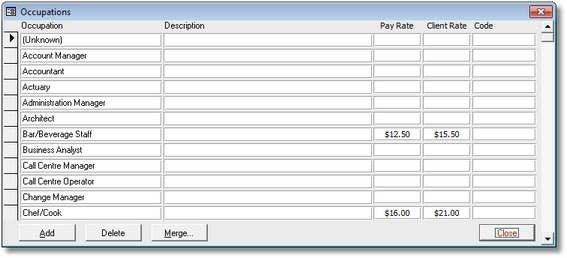 Occupations
Occupation Description Pay Rate Client Rate Code
(Unknown)
Account Manager
Accountant
Actuary
Administration Manager
Architect
Bar/Beverage Staff $12.50 $15.50
Business Analyst
Call Centre Manager
Call Centre Operator
Change Manager
Chef/Cook $16.00 $21.00
Add Delete Merge... Close